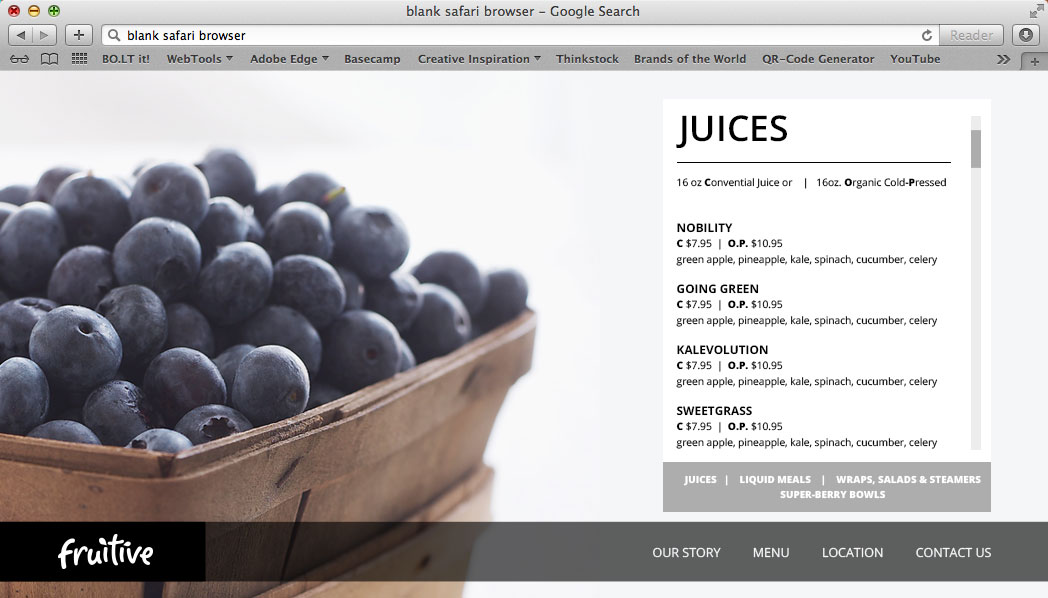 blank safari browser – Google Search
blank safari browser
Reader
BO.LT it! WebTools Adobe Edge Basecamp Creative Inspiration Thinkstock Brands of the World QR-Code Generator YouTube
JUICES
16 oz Convential Juice or | 16oz. Organic Cold-Pressed
NOBILITY
C $7.95 | O.P. $10.95
green apple, pineapple, kale, spinach, cucumber, celery
GOING GREEN
C $7.95 | O.P. $10.95
green apple, pineapple, kale, spinach, cucumber, celery
KALEVOLUTION
C $7.95 | O.P. $10.95
green apple, pineapple, kale, spinach, cucumber, celery
SWEETGRASS
C $7.95 | O.P. $10.95
green apple, pineapple, kale, spinach, cucumber, celery
JUICES | LIQUID MEALS | WRAPS, SALADS & STEAMERS
SUPER-BERRY BOWLS
fruitive OUR STORY MENU LOCATION CONTACT US